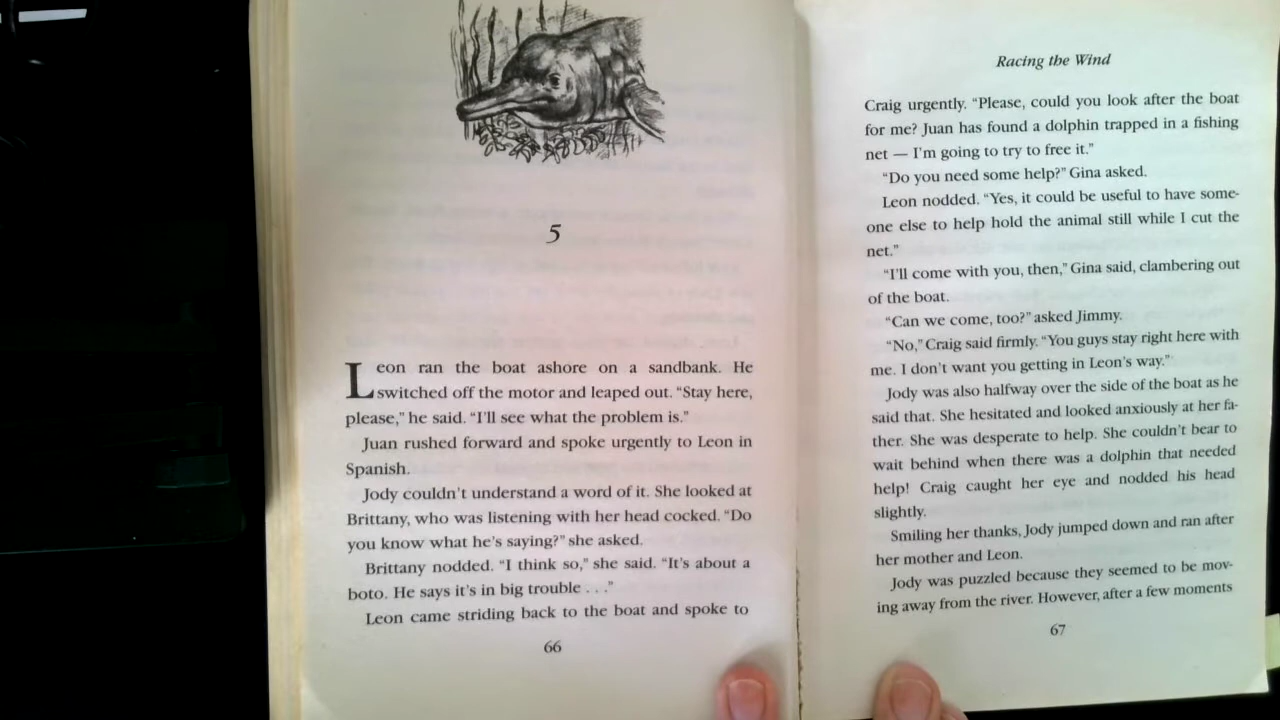 5
Leon ran the boat ashore on a sandbank. He
switched off the motor and leaped out. “Stay here,
please,” he said. “I'll see what the problem is.”
Juan rushed forward and spoke urgently to Leon in
Spanish.
Jody couldn't understand a word of it. She looked at
Brittany, who was listening with her head cocked. “Do
you know what he's saying?” she asked.
Brittany nodded. “I think so,” she said. “It's about a
boto. He says it's in big trouble . . .”
Leon came striding back to the boat and spoke to
66
Racing the Wind
Craig urgently. “Please, could you look after the boat
for me? Juan has found a dolphin trapped in a fishing
net — I'm going to try to free it.”
“Do you need some help?” Gina asked.
Leon nodded. “Yes, it could be useful to have some-
one else to help hold the animal still while I cut the
net.”
“I'll come with you, then,” Gina said, clambering out
of the boat.
“Can we come, too?” asked Jimmy.
“No,” Craig said firmly. “You guys stay right here with
me. I don't want you getting in Leon's way.”
Jody was also halfway over the side of the boat as he
said that. She hesitated and looked anxiously at her fa-
ther. She was desperate to help. She couldn't bear to
wait behind when there was a dolphin that needed
help! Craig caught her eye and nodded his head
slightly.
Smiling her thanks, Jody jumped down and ran after
her mother and Leon.
Jody was puzzled because they seemed to be mov-
ing away from the river. However, after a few moments
67